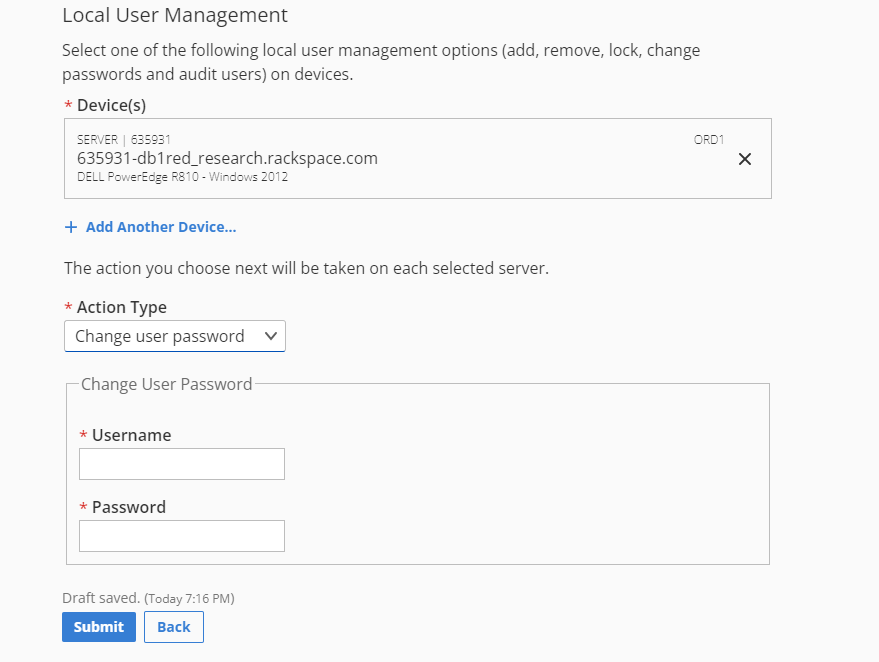 Local User Management
Select one of the following local user management options (add, remove, lock, change
passwords and audit users) on devices.
* Device(s)
SERVER | 635931
ORD1
635931-db1red_research.rackspace.com
DELL PowerEdge R810 - Windows 2012
+ Add Another Device...
The action you choose next will be taken on each selected server.
* Action Type
Change user password
Change User Password
* Username
* Password
Draft saved. (Today 7:16 PM)
Submit Back